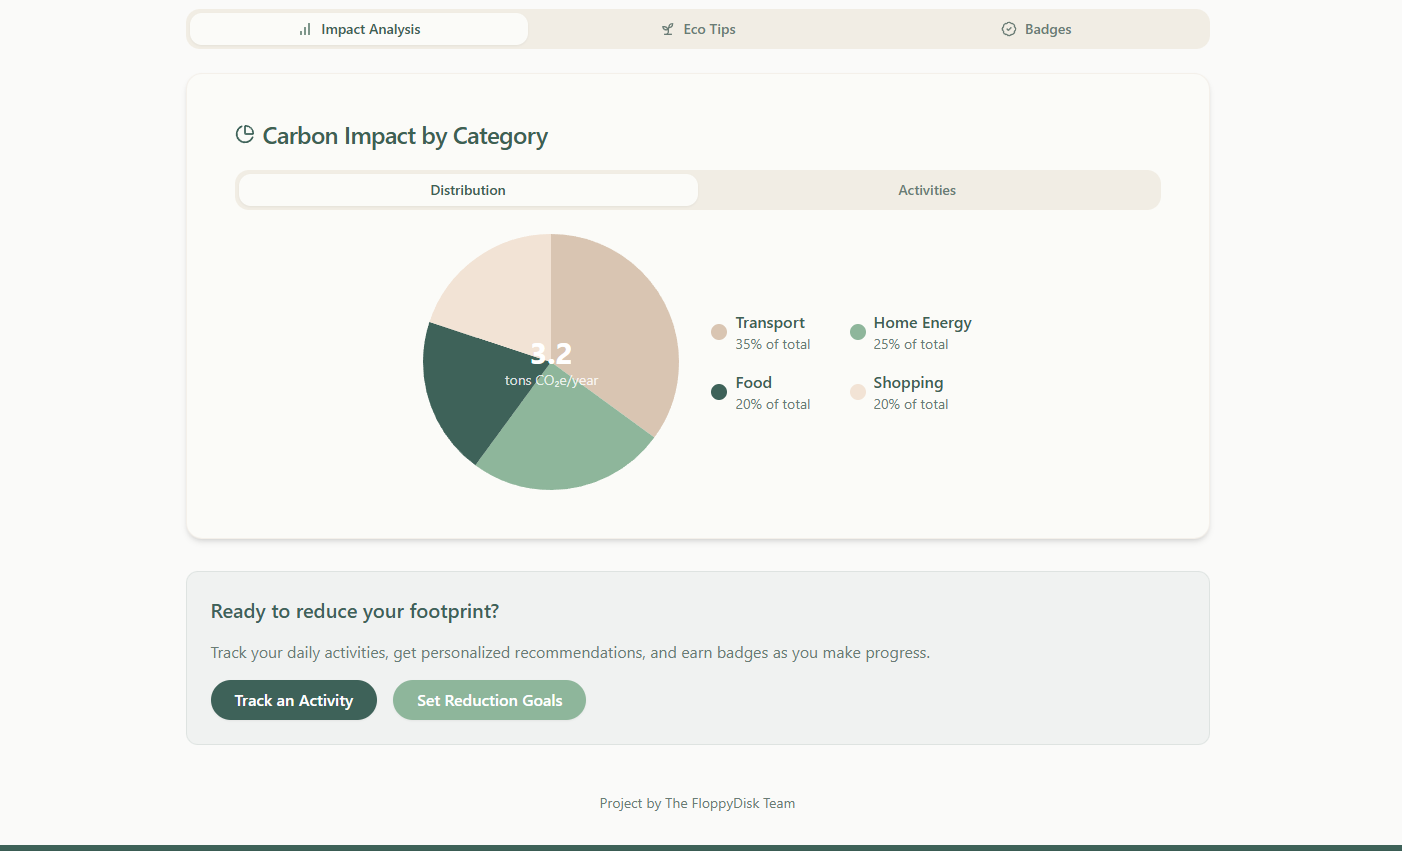 Impact Analysis
Eco Tips
Badges
Carbon Impact by Category
Distribution
Activities
3.2
tons CO₂e/year
Transport
35% of total
Home Energy
25% of total
Food
20% of total
Shopping
20% of total
Ready to reduce your footprint?
Track your daily activities, get personalized recommendations, and earn badges as you make progress.
Track an Activity
Set Reduction Goals
Project by The FloppyDisk Team